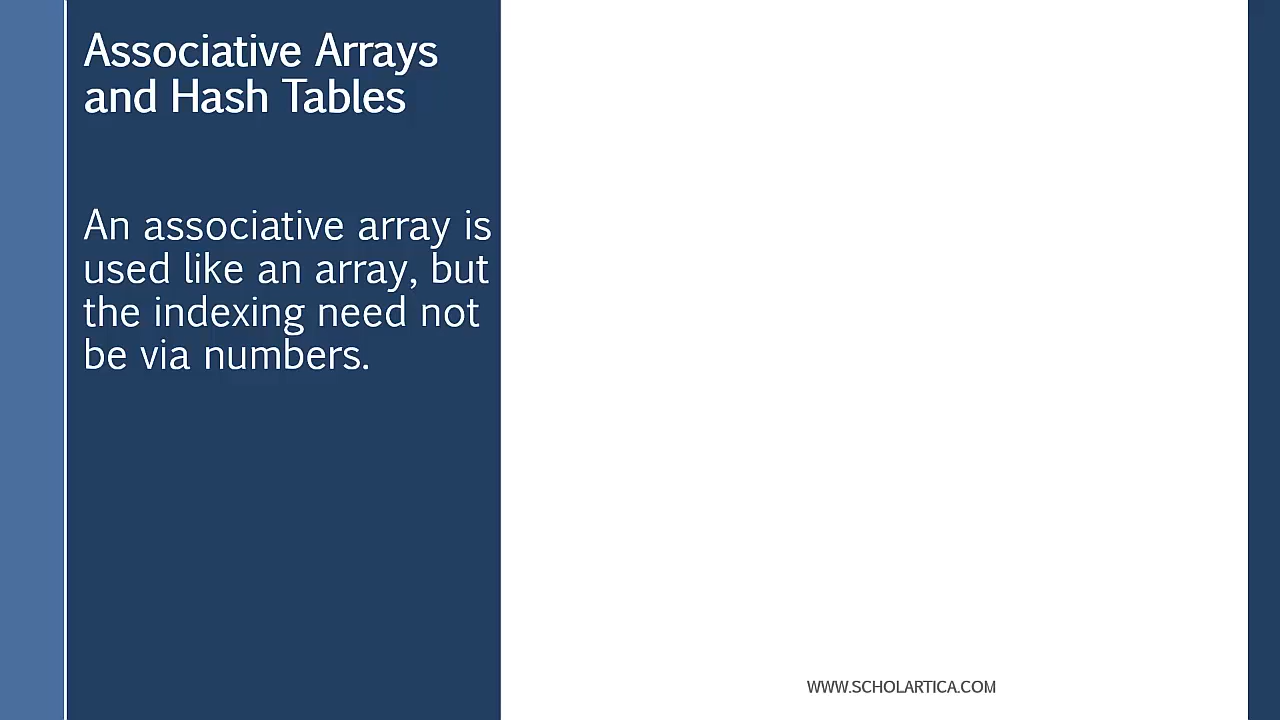 Associative Arrays
and Hash Tables
An associative array is
used like an array, but
the indexing need not
be via numbers.
WWW.SCHOLARTICA.COM